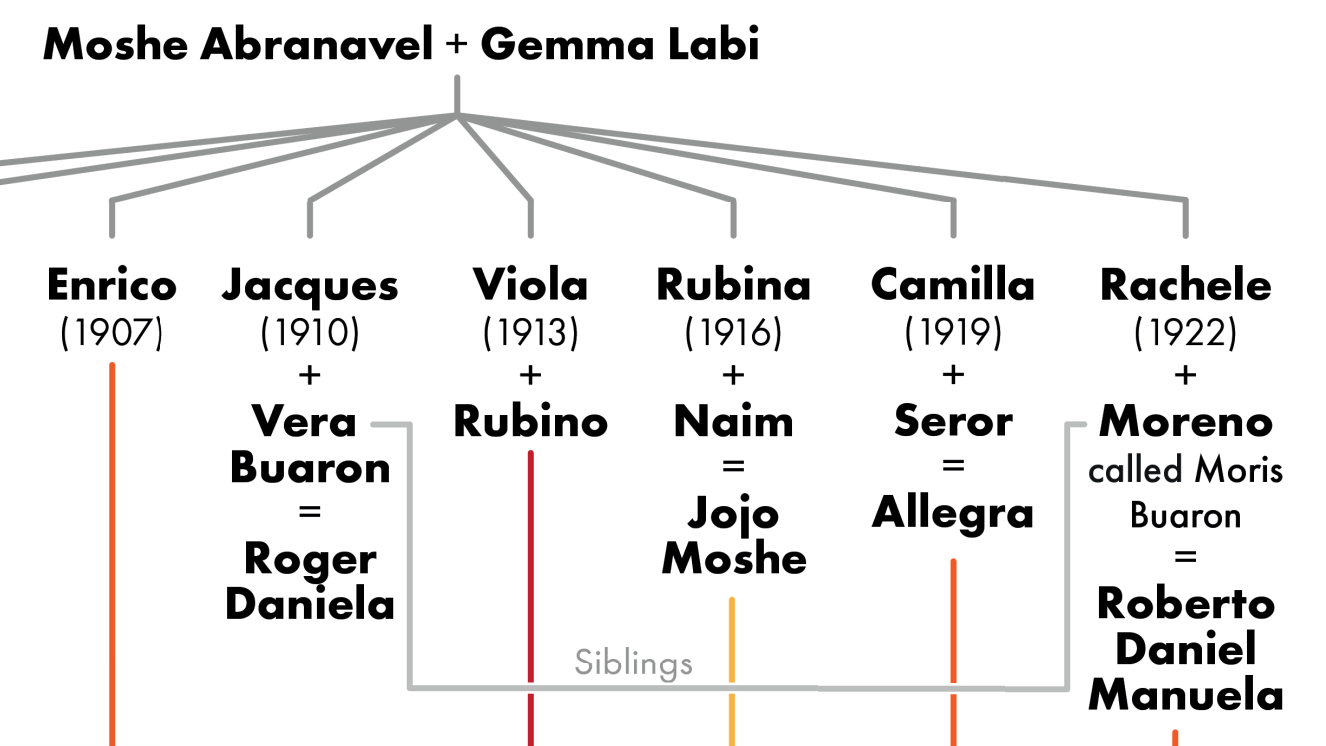 Moshe Abranavel + Gemma Labi
Enrico
(1907)
Jacques
(1910)
+
Vera
Buaron
=
Roger
Daniela
Viola
(1913)
+
Rubino
Rubina
(1916)
+
Naim
=
Jojo
Moshe
Camilla
(1919)
+
Seror
=
Allegra
Rachele
(1922)
+
Moreno
called Moris
Buaron
=
Roberto
Daniel
Manuela
Siblings